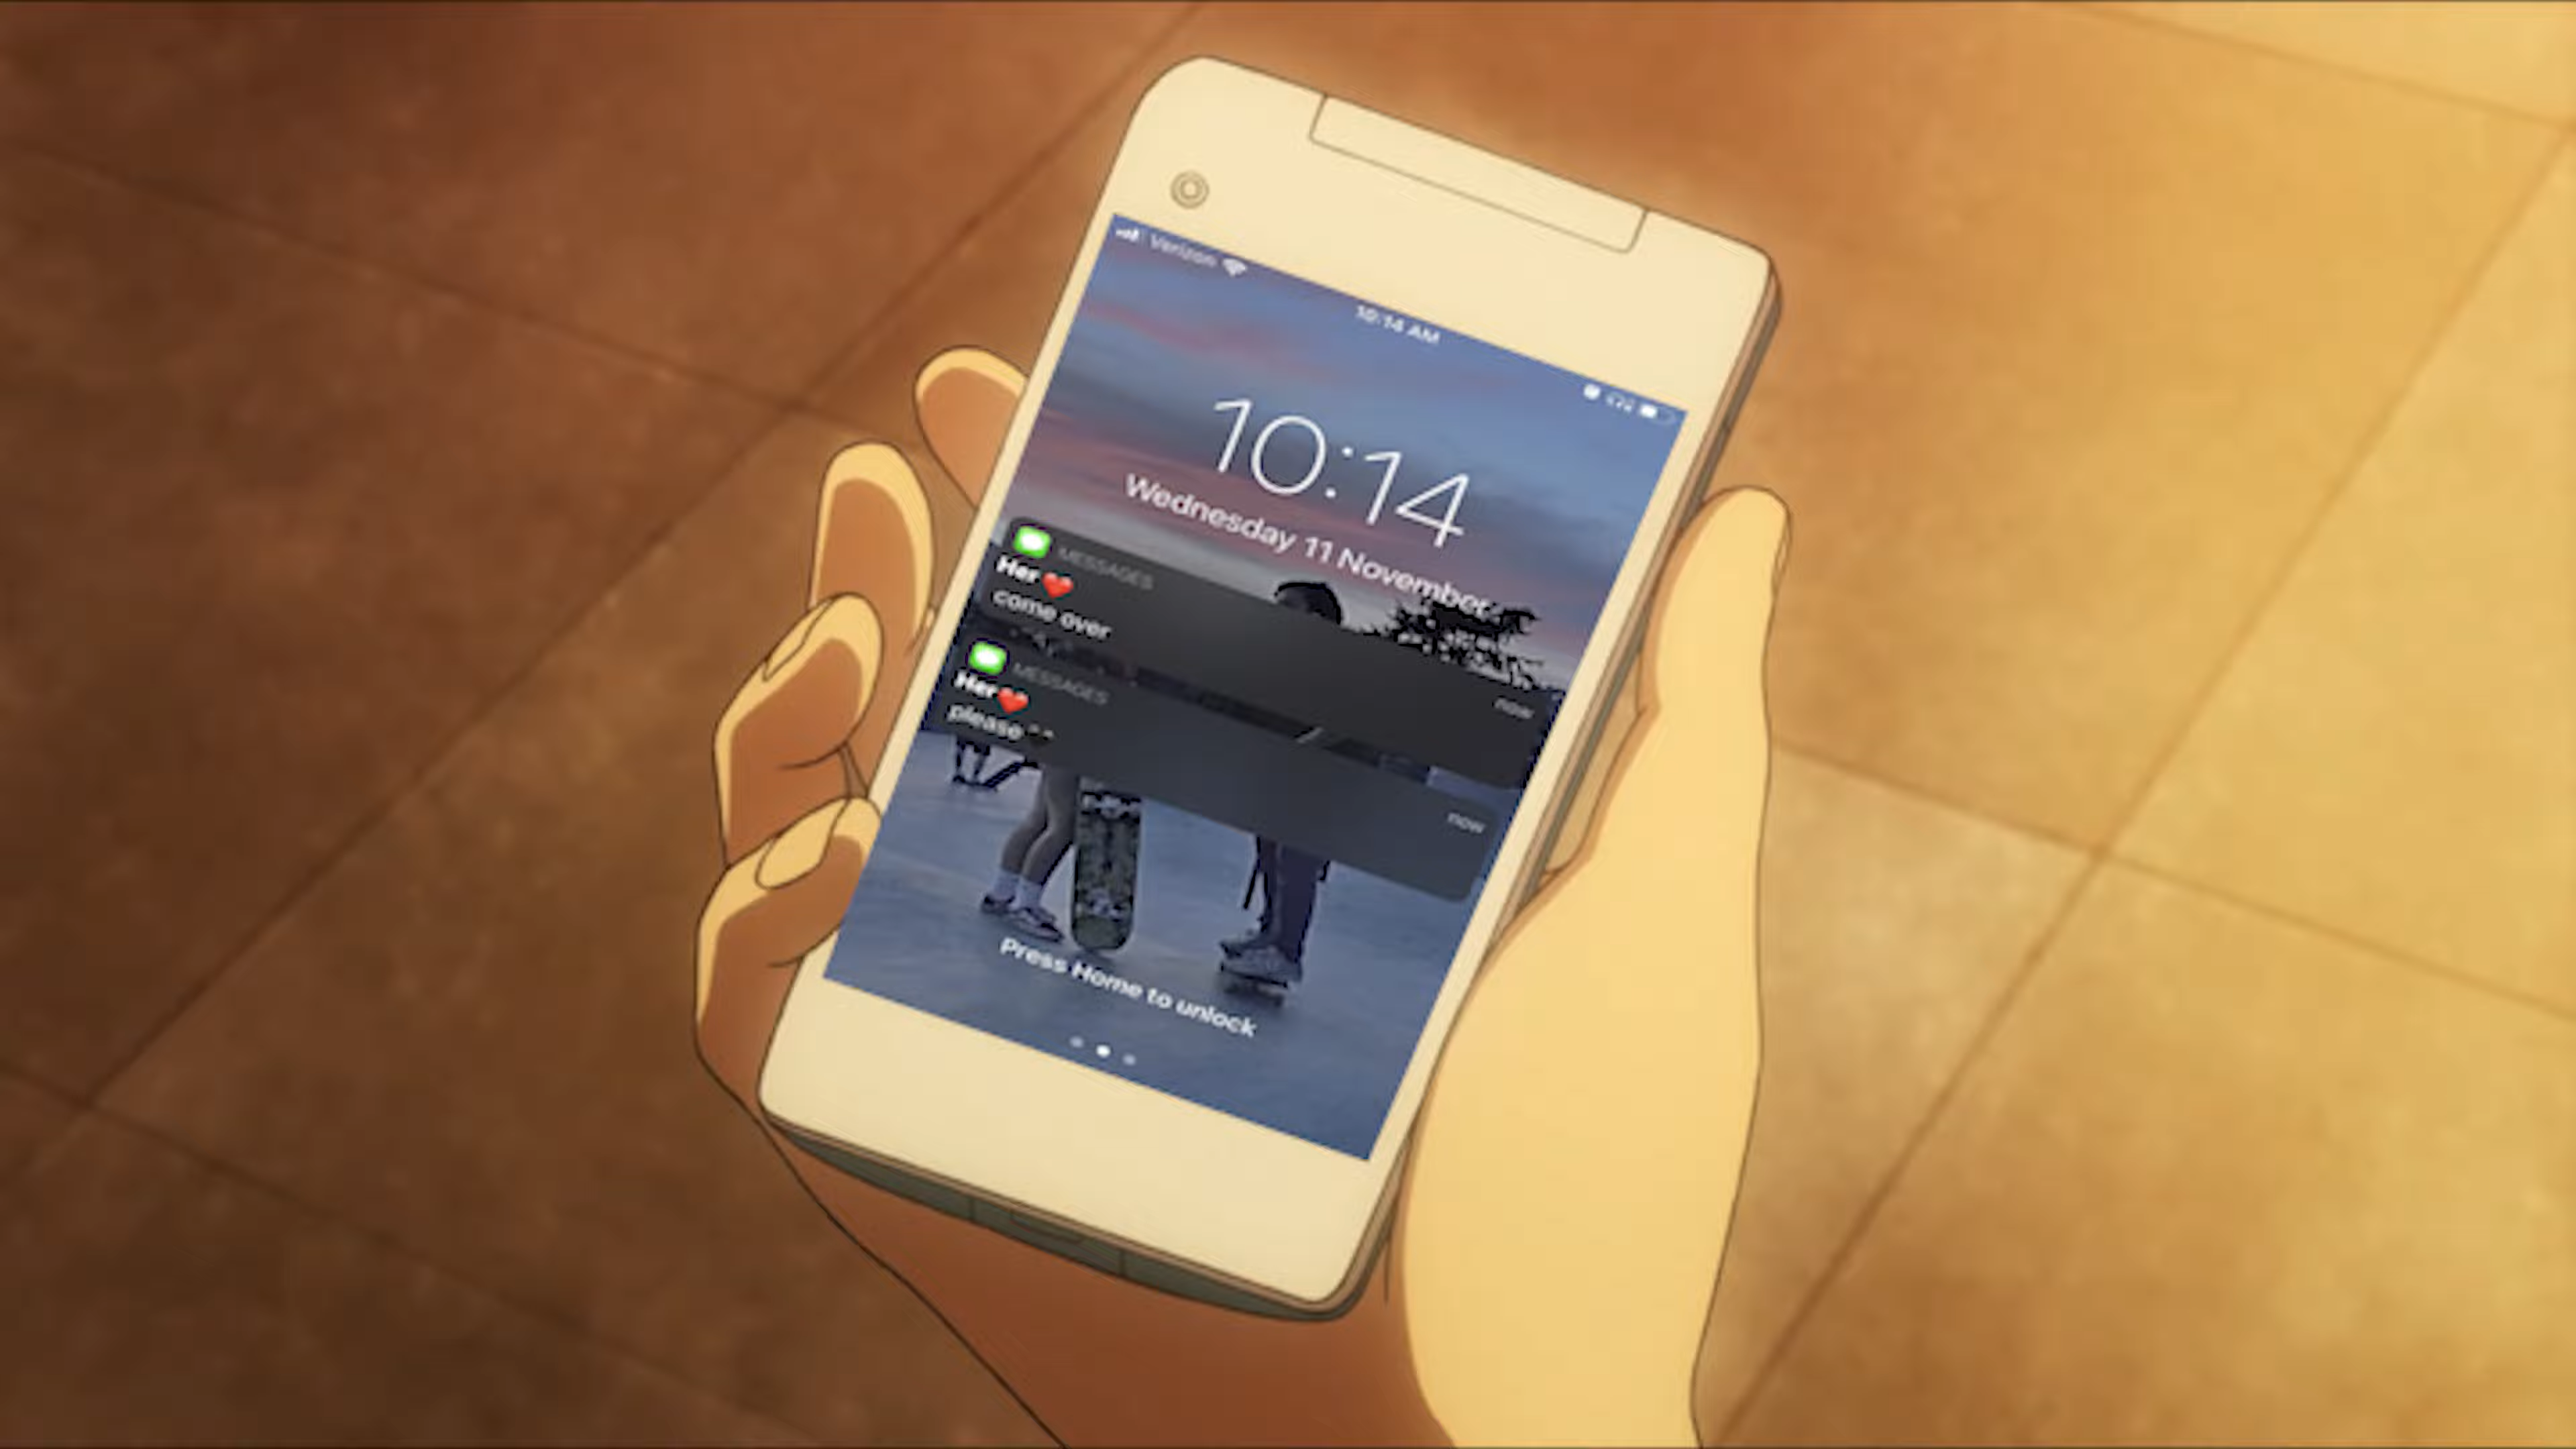 Verizon
10:14 AM
10:14
Wednesday 11 November
MESSAGES
Her❤️
come over
now
MESSAGES
Her❤️
please ^^
now
Press Home to unlock